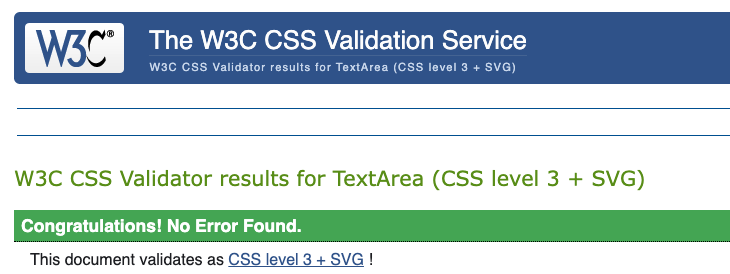 W3C®
The W3C CSS Validation Service
W3C CSS Validator results for TextArea (CSS level 3 + SVG)
W3C CSS Validator results for TextArea (CSS level 3 + SVG)
Congratulations! No Error Found.
This document validates as CSS level 3 + SVG !